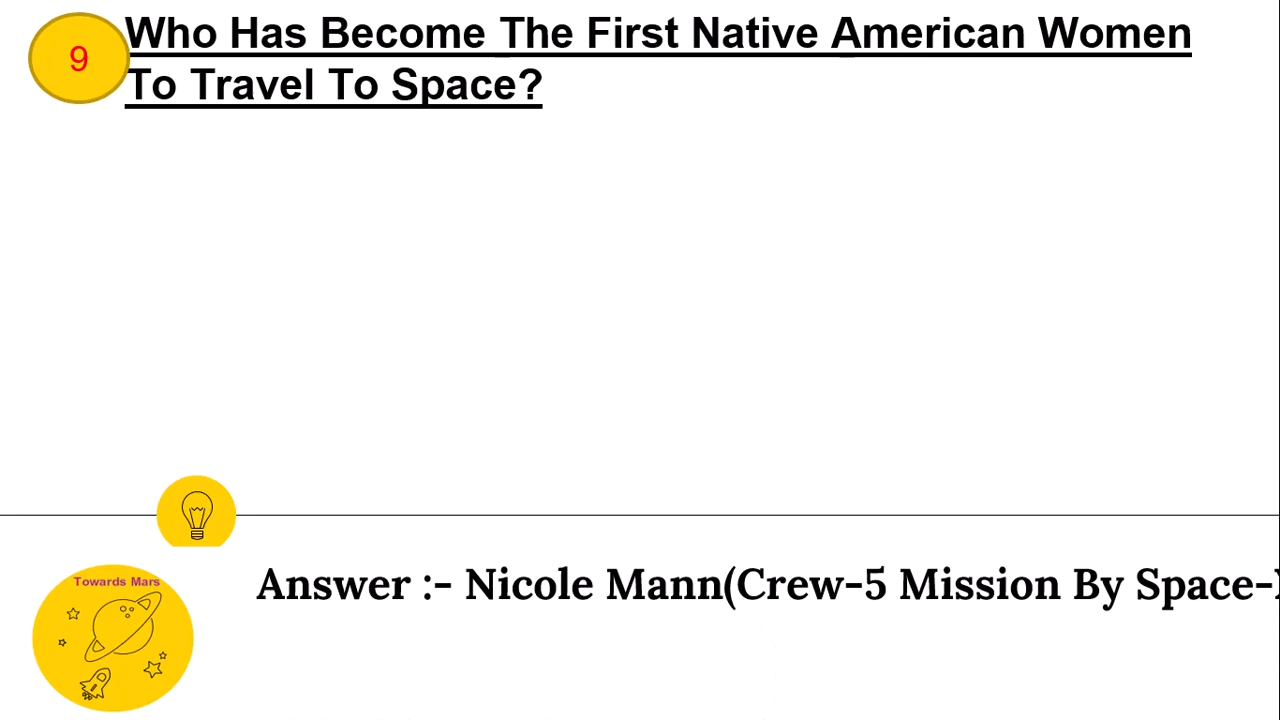 9
Who Has Become The First Native American Women
To Travel To Space?
Answer :- Nicole Mann(Crew-5 Mission By Space-
Towards Mars